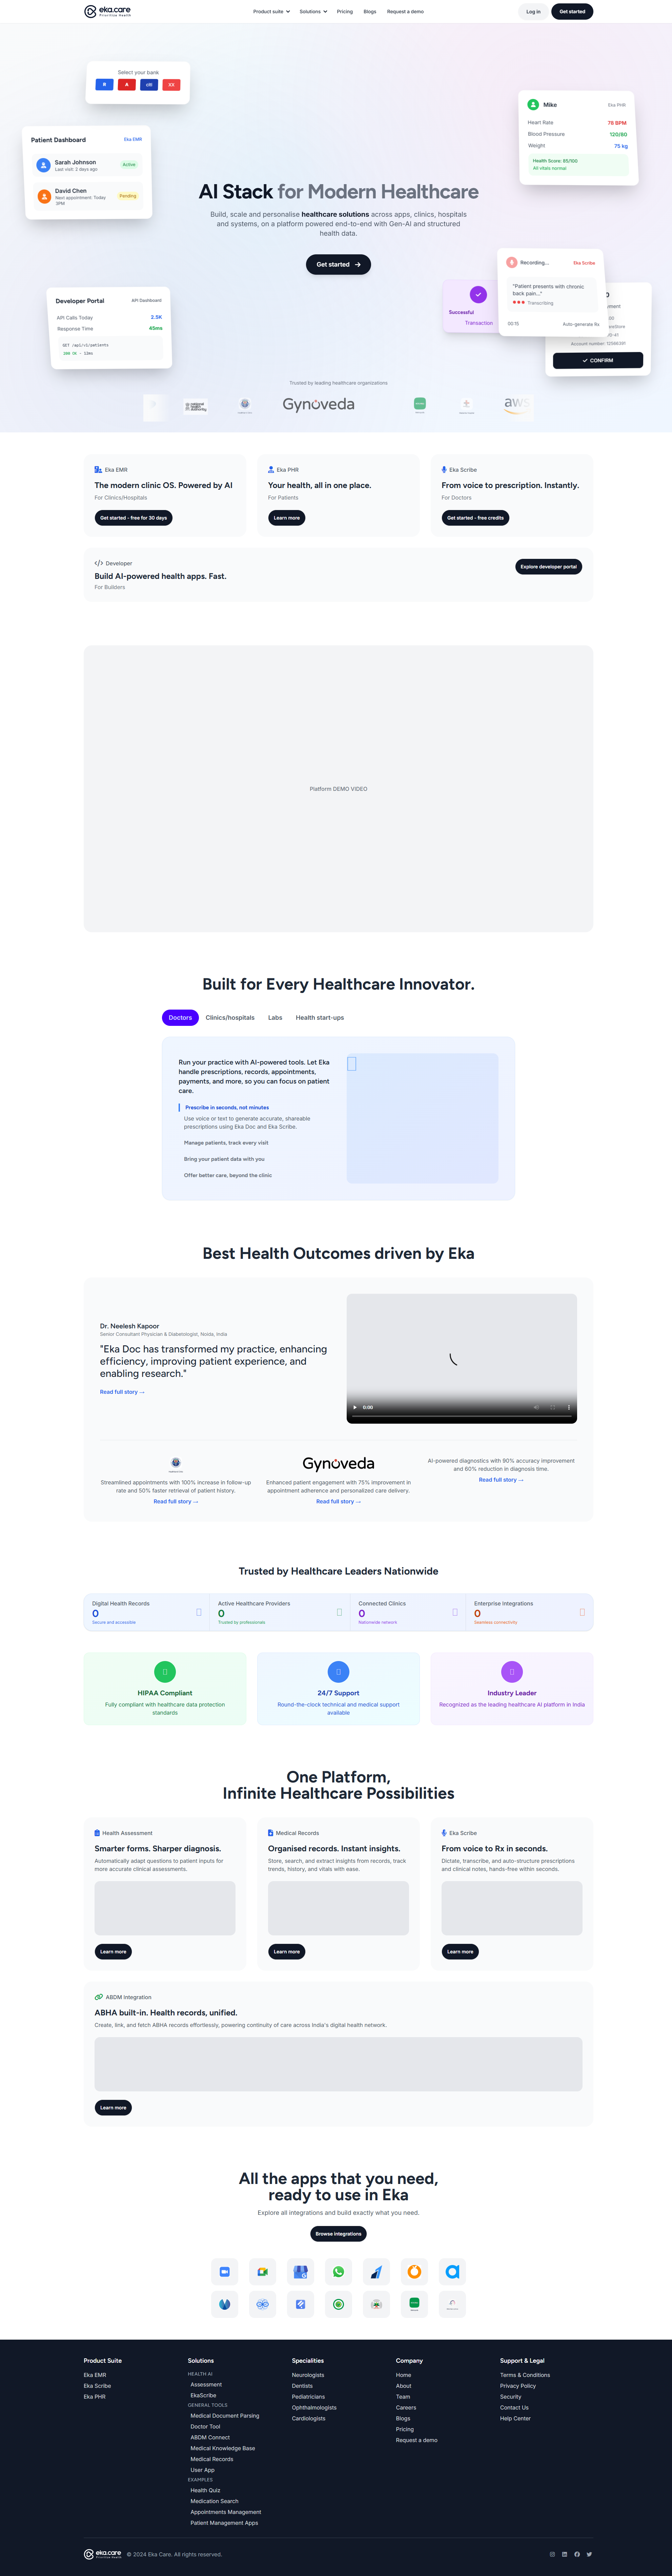 eka.care
Prioritize Health
Product suite
Solutions
Pricing
Blogs
Request a demo
Log in
Get started
Select your bank
B
A
citi
XX
Patient Dashboard
Eka EMR
Sarah Johnson
Last visit: 2 days ago
Active
David Chen
Next appointment: Today
3PM
Pending
Mike
Eka PHR
Heart Rate
78 BPM
Blood Pressure
120/80
Weight
75 kg
Health Score: 85/100
All vitals normal
AI Stack for Modern Healthcare
Build, scale and personalise healthcare solutions across apps, clinics, hospitals
and systems, on a platform powered end-to-end with Gen-AI and structured
health data.
Get started →
Developer Portal
API Dashboard
API Calls Today
2.5K
Response Time
45ms
GET /api/v1/patients
200 OK - 12ms
Successful
Transaction
Recording...
Eka Scribe
"Patient presents with chronic
back pain..."
Transcribing
00:15
Auto-generate Rx
CONFIRM
Trusted by leading healthcare organizations
Gynoveda
aws
Eka EMR
The modern clinic OS. Powered by AI
For Clinics/Hospitals
Get started - free for 30 days
Eka PHR
Your health, all in one place.
For Patients
Learn more
Eka Scribe
From voice to prescription. Instantly.
For Doctors
Get started - free credits
Developer
Build AI-powered health apps. Fast.
For Builders
Explore developer portal
Platform DEMO VIDEO
Built for Every Healthcare Innovator.
Doctors
Clinics/hospitals
Labs
Health start-ups
Run your practice with AI-powered tools. Let Eka
handle prescriptions, records, appointments,
payments, and more, so you can focus on patient
care.
Prescribe in seconds, not minutes
Use voice or text to generate accurate, shareable
prescriptions using Eka Doc and Eka Scribe.
Manage patients, track every visit
Bring your patient data with you
Offer better care, beyond the clinic
Best Health Outcomes driven by Eka
Dr. Neelesh Kapoor
Senior Consultant Physician & Diabetologist, Noida, India
"Eka Doc has transformed my practice, enhancing
efficiency, improving patient experience, and
enabling research."
Read full story →
0:00
Streamlined appointments with 100% increase in follow-up
rate and 50% faster retrieval of patient history.
Read full story →
Gynoveda
Enhanced patient engagement with 75% improvement in
appointment adherence and personalized care delivery.
Read full story →
AI-powered diagnostics with 90% accuracy improvement
and 60% reduction in diagnosis time.
Read full story →
Trusted by Healthcare Leaders Nationwide
Digital Health Records
0
Secure and accessible
Active Healthcare Providers
0
Trusted by professionals
Connected Clinics
0
Nationwide network
Enterprise Integrations
0
Seamless connectivity
HIPAA Compliant
Fully compliant with healthcare data protection
standards
24/7 Support
Round-the-clock technical and medical support
available
Industry Leader
Recognized as the leading healthcare AI platform in India
One Platform,
Infinite Healthcare Possibilities
Health Assessment
Smarter forms. Sharper diagnosis.
Automatically adapt questions to patient inputs for
more accurate clinical assessments.
Learn more
Medical Records
Organised records. Instant insights.
Store, search, and extract insights from records, track
trends, history, and vitals with ease.
Learn more
Eka Scribe
From voice to Rx in seconds.
Dictate, transcribe, and auto-structure prescriptions
and clinical notes, hands-free within seconds.
Learn more
ABDM Integration
ABHA built-in. Health records, unified.
Create, link, and fetch ABHA records effortlessly, powering continuity of care across India's digital health network.
Learn more
All the apps that you need,
ready to use in Eka
Explore all integrations and build exactly what you need.
Browse integrations
Product Suite
Eka EMR
Eka Scribe
Eka PHR
Solutions
HEALTH AI
Assessment
EkaScribe
GENERAL TOOLS
Medical Document Parsing
Doctor Tool
ABDM Connect
Medical Knowledge Base
Medical Records
User App
EXAMPLES
Health Quiz
Medication Search
Appointments Management
Patient Management Apps
Specialities
Neurologists
Dentists
Pediatricians
Ophthalmologists
Cardiologists
Company
Home
About
Team
Careers
Blogs
Pricing
Request a demo
Support & Legal
Terms & Conditions
Privacy Policy
Security
Contact Us
Help Center
eka.care
Prioritize Health
© 2024 Eka Care. All rights reserved.